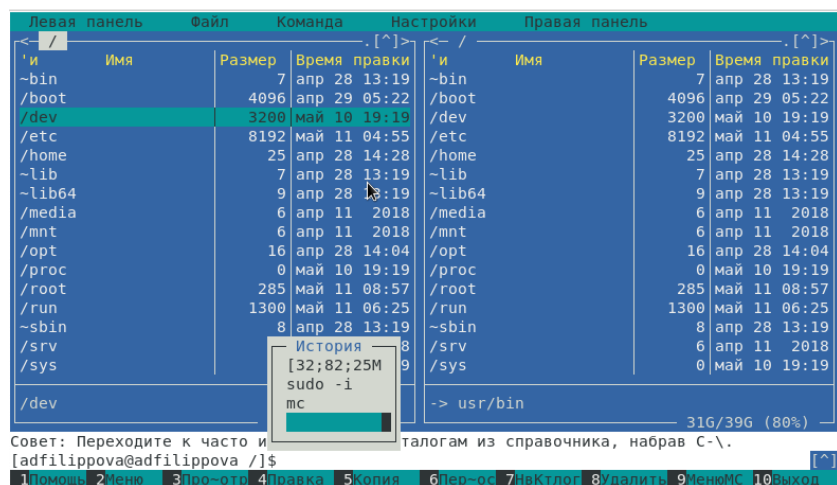 Левая панель Файл Команда Настройки Правая панель
<— / .[^]> <— / .[^]>
'и Имя Размер Время правки 'и Имя Размер Время правки
~bin 7 апр 28 13:19 ~bin 7 апр 28 13:19
/boot 4096 апр 29 05:22 /boot 4096 апр 29 05:22
/dev 3200 май 10 19:19 /dev 3200 май 10 19:19
/etc 8192 май 11 04:55 /etc 8192 май 11 04:55
/home 25 апр 28 14:28 /home 25 апр 28 14:28
~lib 7 апр 28 13:19 ~lib 7 апр 28 13:19
~lib64 9 апр 28 13:19 ~lib64 9 апр 28 13:19
/media 6 апр 11 2018 /media 6 апр 11 2018
/mnt 6 апр 11 2018 /mnt 6 апр 11 2018
/opt 16 апр 28 14:04 /opt 16 апр 28 14:04
/proc 0 май 10 19:19 /proc 0 май 10 19:19
/root 285 май 11 08:57 /root 285 май 11 08:57
/run 1300 май 11 06:25 /run 1300 май 11 06:25
~sbin 8 апр 28 13:19 ~sbin 8 апр 28 13:19
/srv История 8 /srv 6 апр 11 2018
/sys [32;82;25M 9 /sys 0 май 10 19:19
sudo -i
/dev mc -> usr/bin
31G/39G (80%)
Совет: Переходите к часто и талогам из справочника, набрав C-\.
[adfilippova@adfilippova /]$ [^]
1Помощь 2Меню 3Про~отр 4Правка 5Копия 6Пер~ос 7НвКтлог 8Удалить 9МенюMC 10Выход